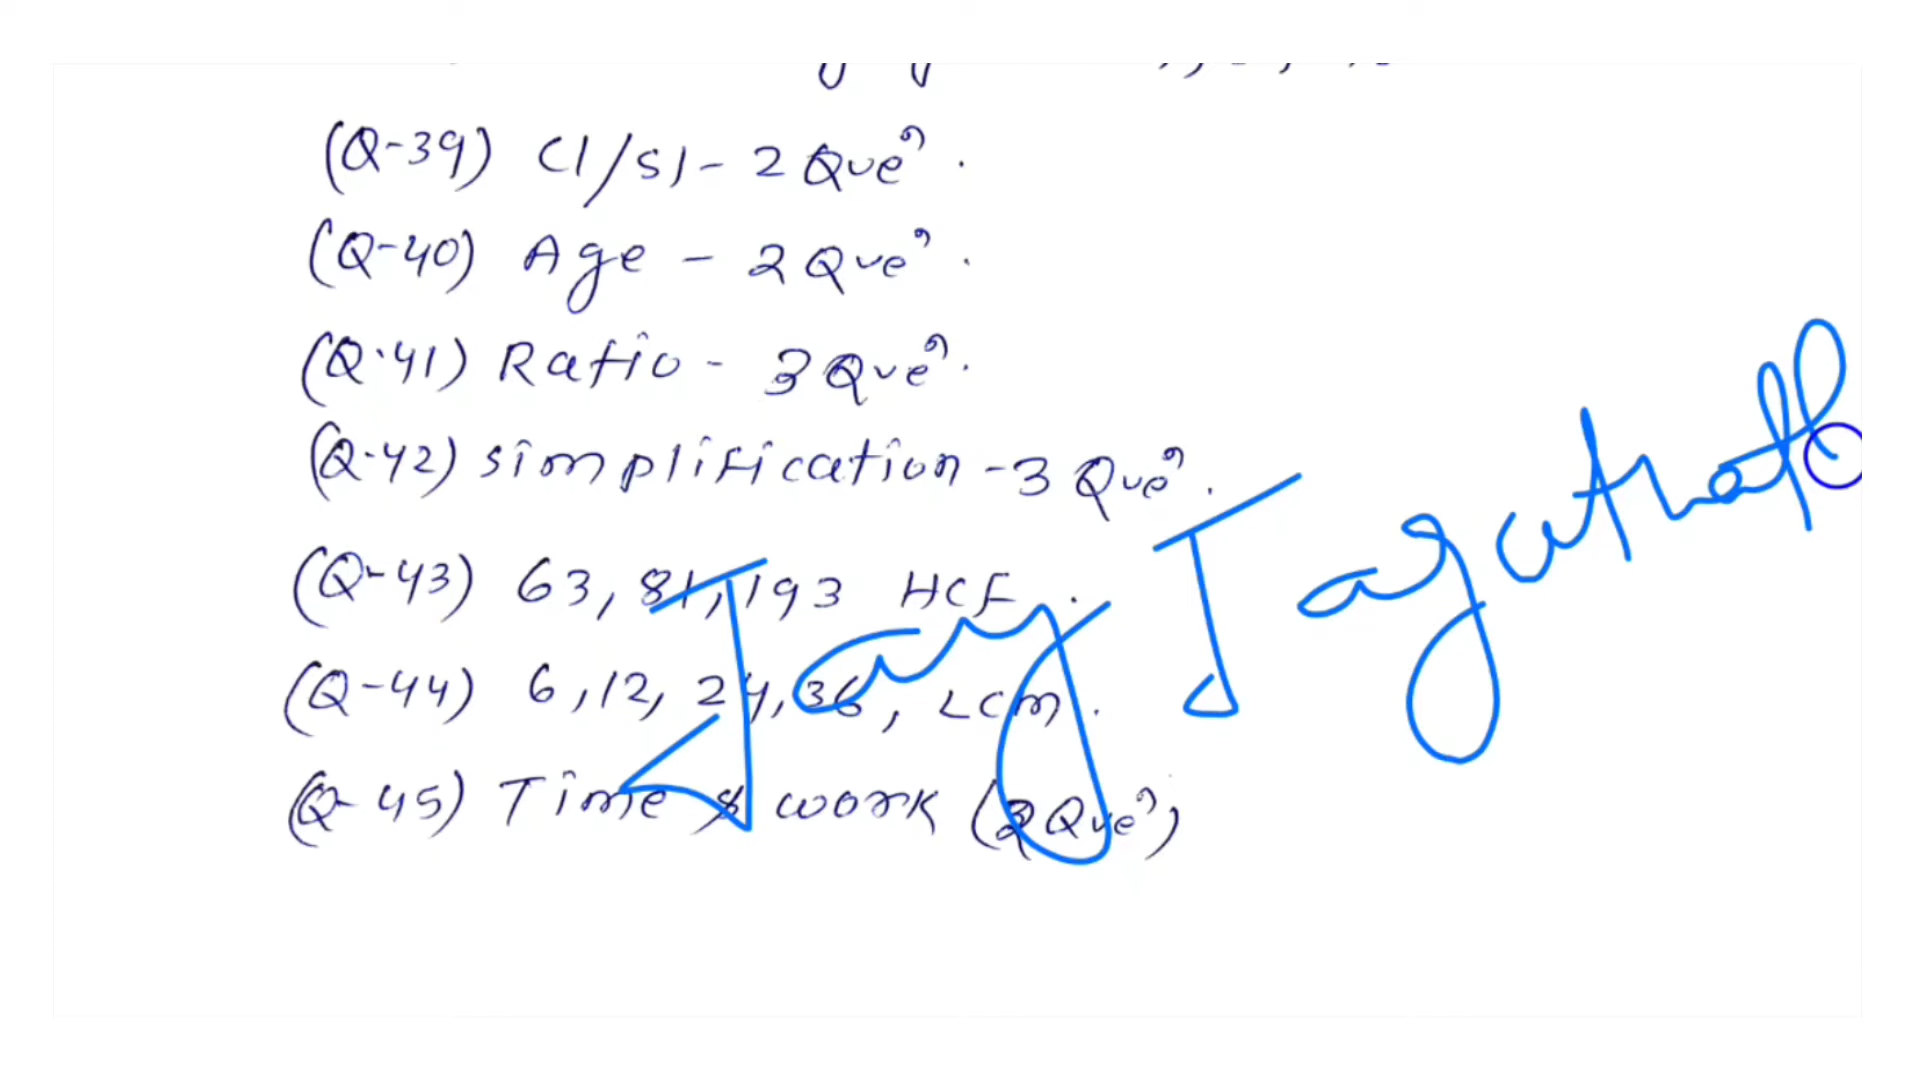 (Q-39) CI/SI - 2 Que?.
(Q-40) Age - 2 Que?.
(Q-41) Ratio - 3 Que?.
(Q-42) simplification - 3 Que?.
(Q-43) 63, 81, 193 HCF.
(Q-44) 6, 12, 24, 36, LCM.
(Q-45) Time & work (2 Que?)
Jay